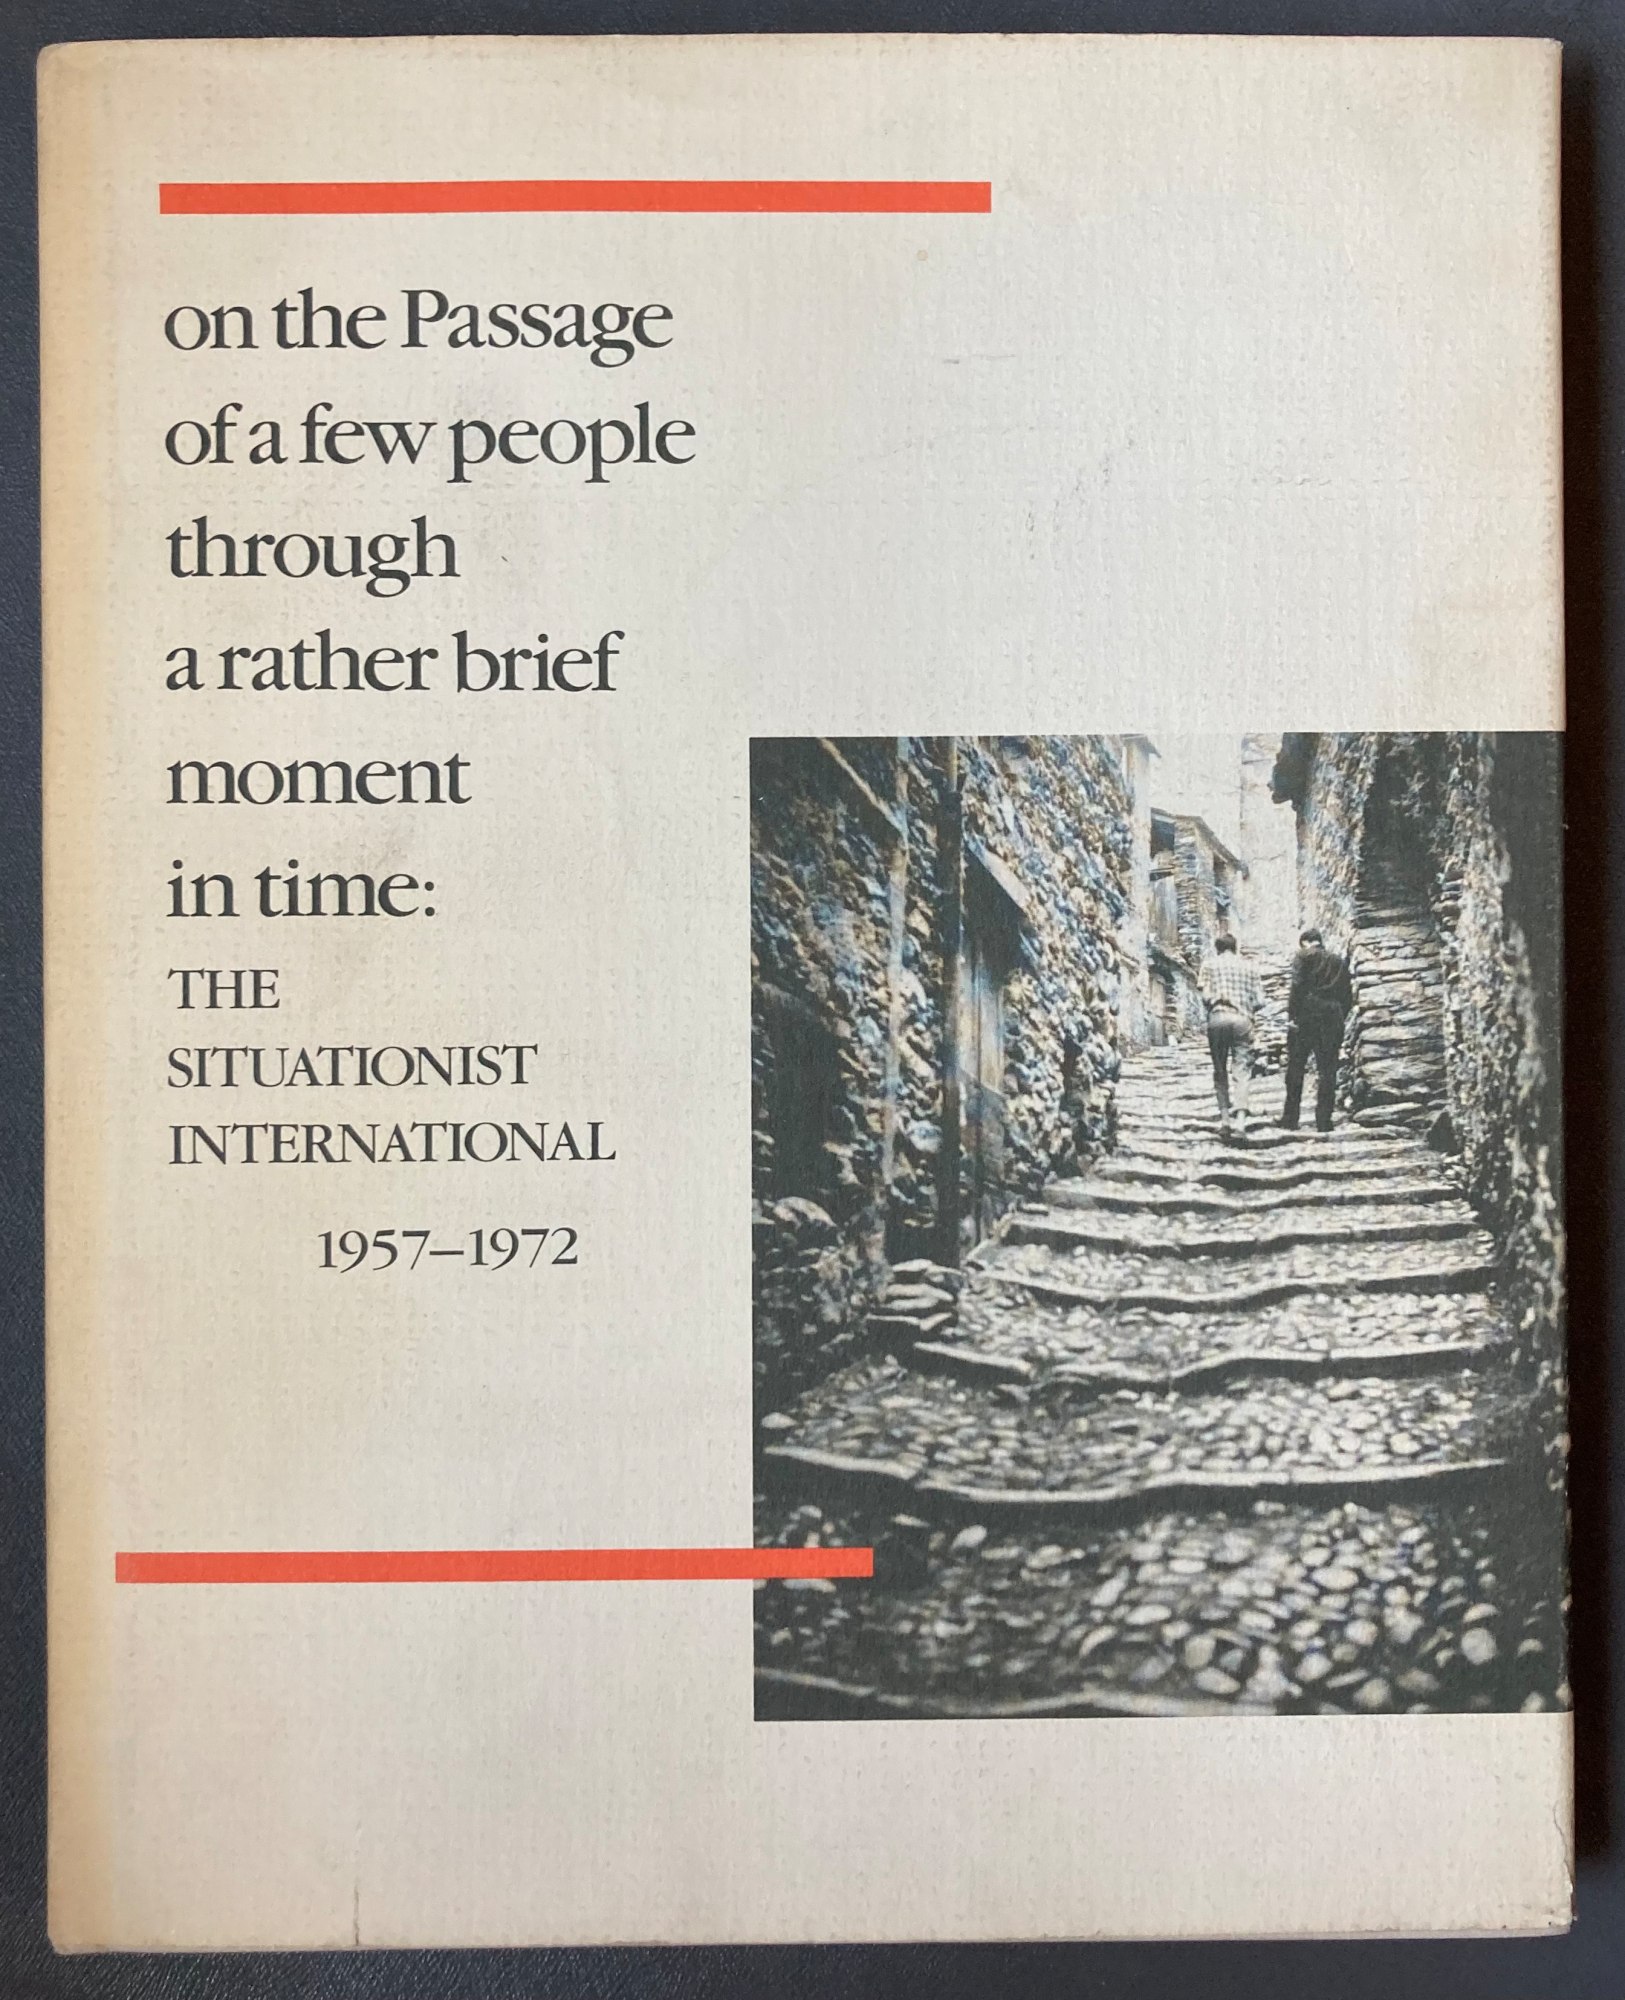 on the Passage
of a few people
through
a rather brief
moment
in time:
THE
SITUATIONIST
INTERNATIONAL
1957–1972